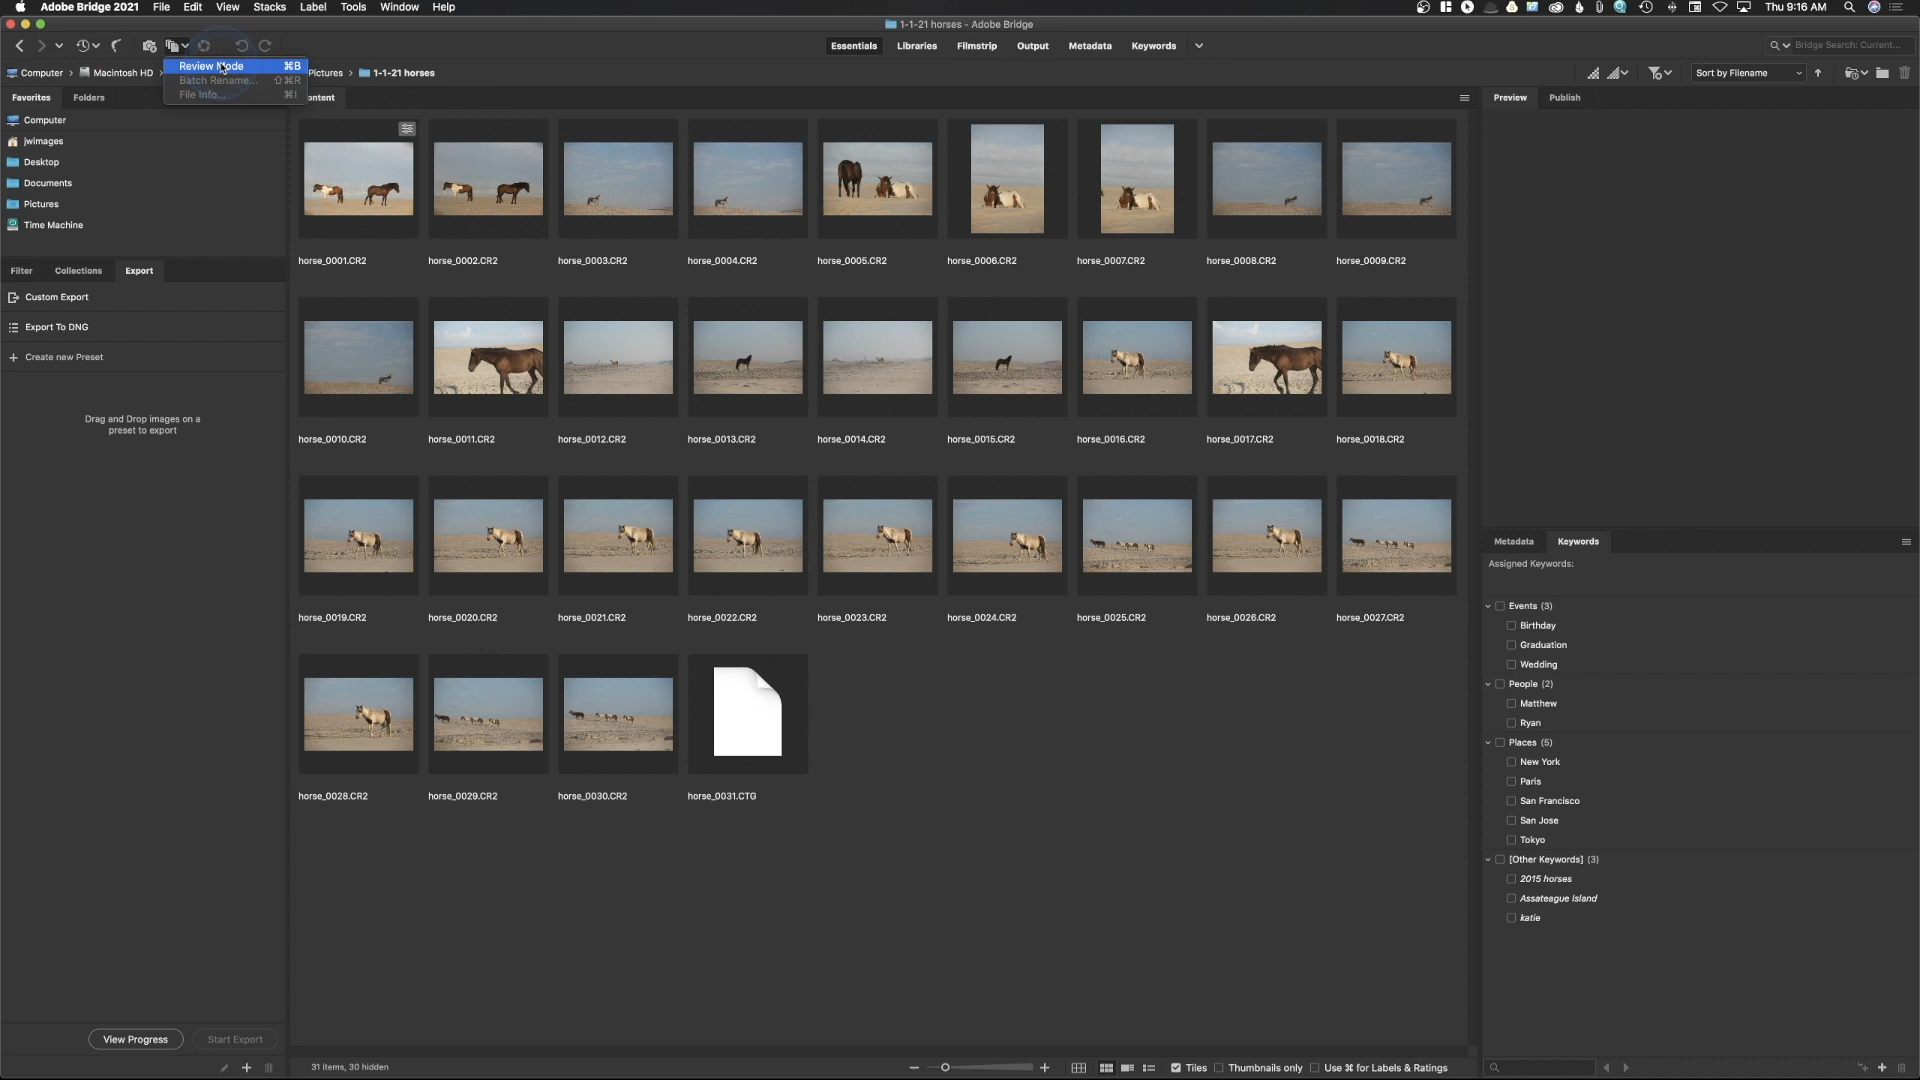 Adobe Bridge 2021 File Edit View Stacks Label Tools Window Help Thu 9:16 AM
1-1-21 horses - Adobe Bridge
Essentials Libraries Filmstrip Output Metadata Keywords Bridge Search: Current...
Review Mode ⌘B
Batch Rename... ⇧⌘R
File Info... ⌘I
Computer Macintosh HD Pictures 1-1-21 horses Sort by Filename
Favorites Folders
Computer
jwimages
Desktop
Documents
Pictures
Time Machine
Filter Collections Export
Custom Export
Export To DNG
Create new Preset
Drag and Drop images on a
preset to export
View Progress Start Export
ontent
horse_0001.CR2 horse_0002.CR2 horse_0003.CR2 horse_0004.CR2 horse_0005.CR2 horse_0006.CR2 horse_0007.CR2 horse_0008.CR2 horse_0009.CR2
horse_0010.CR2 horse_0011.CR2 horse_0012.CR2 horse_0013.CR2 horse_0014.CR2 horse_0015.CR2 horse_0016.CR2 horse_0017.CR2 horse_0018.CR2
horse_0019.CR2 horse_0020.CR2 horse_0021.CR2 horse_0022.CR2 horse_0023.CR2 horse_0024.CR2 horse_0025.CR2 horse_0026.CR2 horse_0027.CR2
horse_0028.CR2 horse_0029.CR2 horse_0030.CR2 horse_0031.CTG
31 items, 30 hidden
Tiles Thumbnails only Use ⌘ for Labels & Ratings
Preview Publish
Metadata Keywords
Assigned Keywords:
Events (3)
Birthday
Graduation
Wedding
People (2)
Matthew
Ryan
Places (5)
New York
Paris
San Francisco
San Jose
Tokyo
[Other Keywords] (3)
2015 horses
Assateague Island
katie